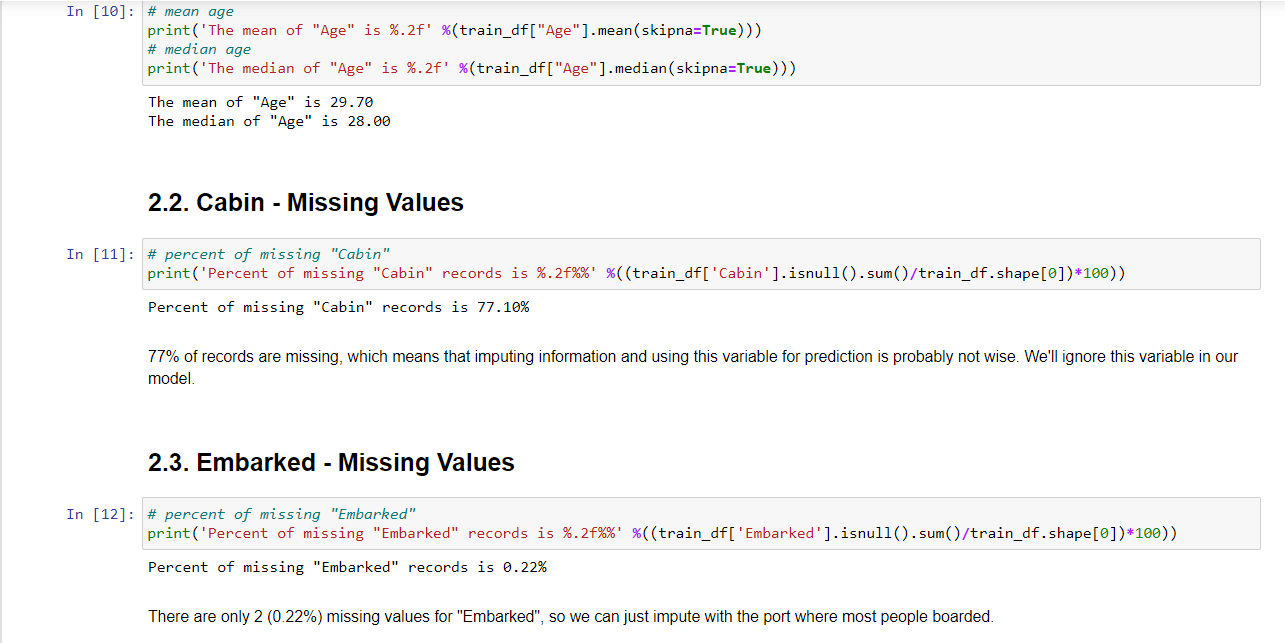 In [10]: # mean age
print('The mean of "Age" is %.2f' %(train_df["Age"].mean(skipna=True)))
# median age
print('The median of "Age" is %.2f' %(train_df["Age"].median(skipna=True)))
The mean of "Age" is 29.70
The median of "Age" is 28.00
2.2. Cabin - Missing Values
In [11]: # percent of missing "Cabin"
print('Percent of missing "Cabin" records is %.2f%%' %((train_df['Cabin'].isnull().sum()/train_df.shape[0])*100))
Percent of missing "Cabin" records is 77.10%
77% of records are missing, which means that imputing information and using this variable for prediction is probably not wise. We'll ignore this variable in our
model.
2.3. Embarked - Missing Values
In [12]: # percent of missing "Embarked"
print('Percent of missing "Embarked" records is %.2f%%' %((train_df['Embarked'].isnull().sum()/train_df.shape[0])*100))
Percent of missing "Embarked" records is 0.22%
There are only 2 (0.22%) missing values for "Embarked", so we can just impute with the port where most people boarded.